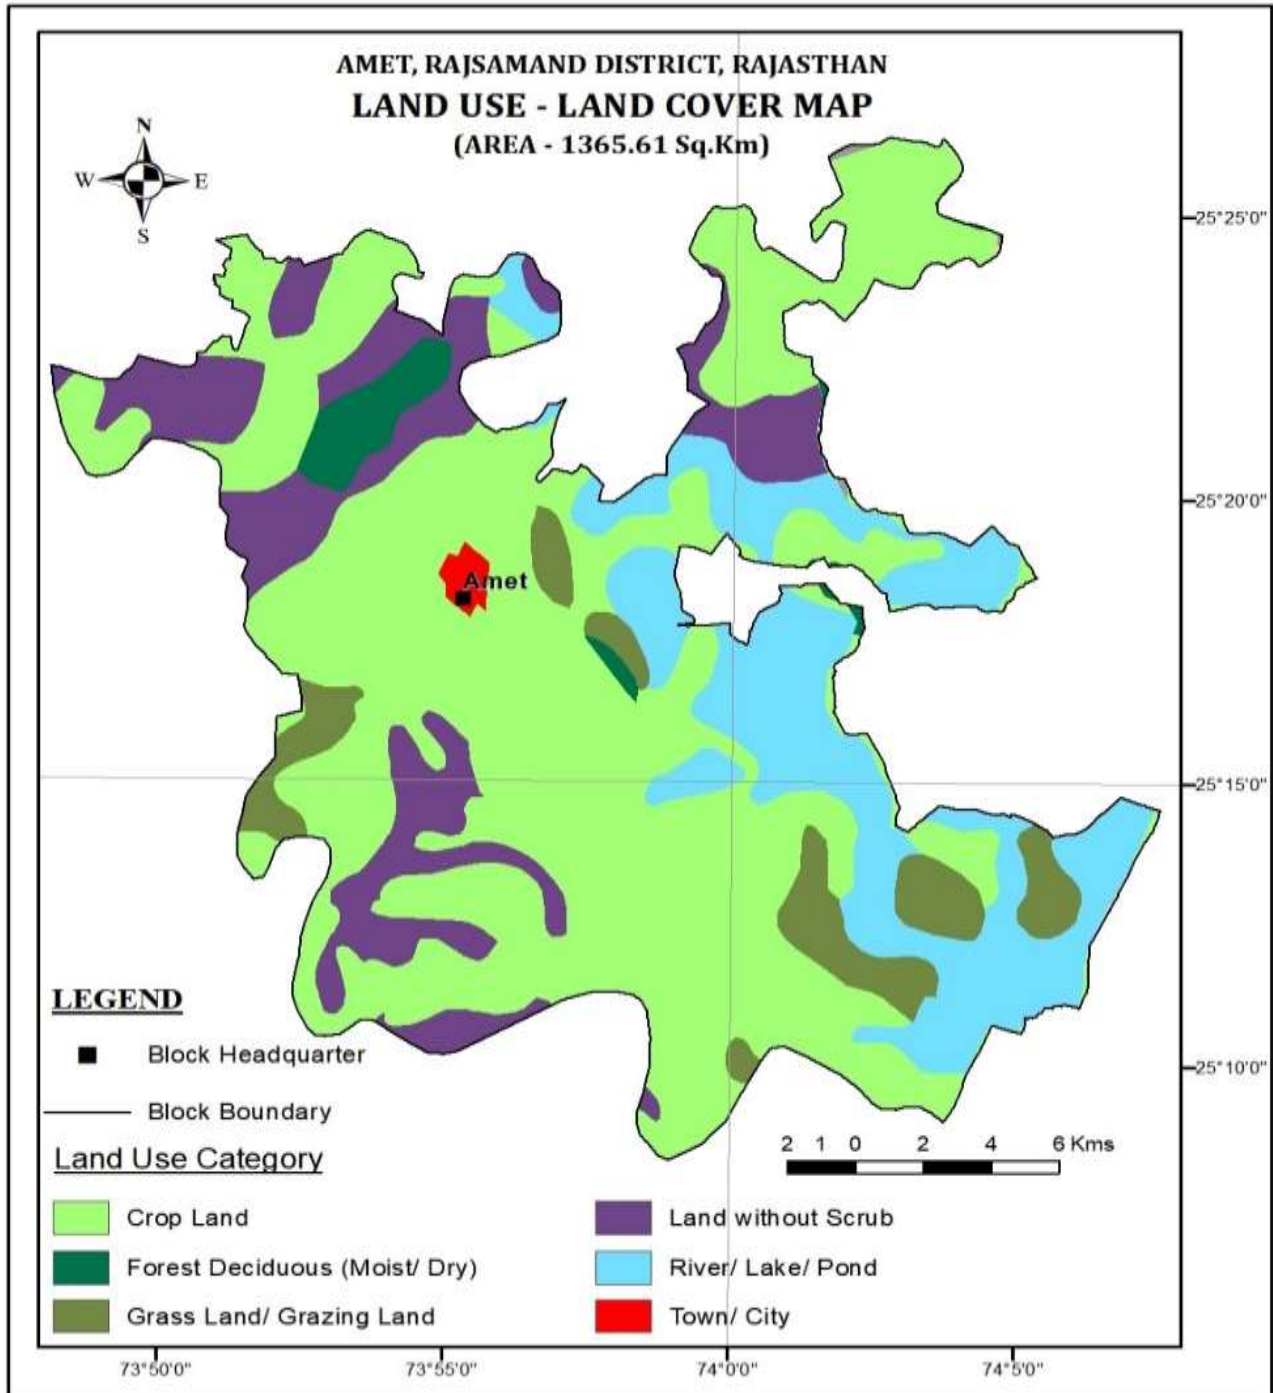 AMET, RAJSAMAND DISTRICT, RAJASTHAN
LAND USE - LAND COVER MAP
(AREA - 1365.61 Sq.Km)
N
W E
S
25°25'0"
25°20'0"
Amet
25°15'0"
25°10'0"
LEGEND
Block Headquarter
Block Boundary
2 1 0 2 4 6 Kms
Land Use Category
Crop Land
Land without Scrub
Forest Deciduous (Moist/ Dry)
River/ Lake/ Pond
Grass Land/ Grazing Land
Town/ City
73°50'0" 73°55'0" 74°0'0" 74°5'0"